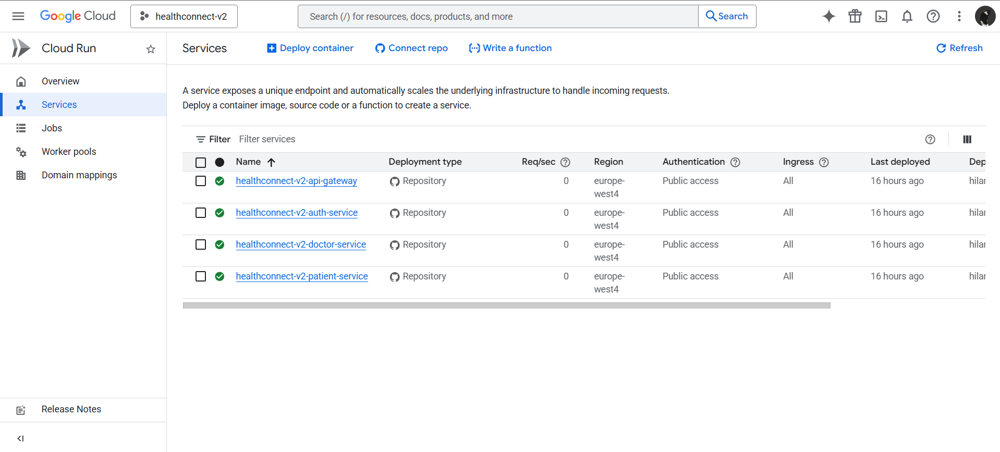 Google Cloud
healthconnect-v2
Search (/) for resources, docs, products, and more
Search
Cloud Run
Services
Deploy container
Connect repo
Write a function
Refresh
Overview
Services
Jobs
Worker pools
Domain mappings
A service exposes a unique endpoint and automatically scales the underlying infrastructure to handle incoming requests.
Deploy a container image, source code or a function to create a service.
Filter Filter services
Name Deployment type Req/sec Region Authentication Ingress Last deployed Dep
healthconnect-v2-api-gateway Repository 0 europe- Public access All 16 hours ago hilar
west4
healthconnect-v2-auth-service Repository 0 europe- Public access All 16 hours ago hilar
west4
healthconnect-v2-doctor-service Repository 0 europe- Public access All 16 hours ago hilar
west4
healthconnect-v2-patient-service Repository 0 europe- Public access All 16 hours ago hilar
west4
Release Notes